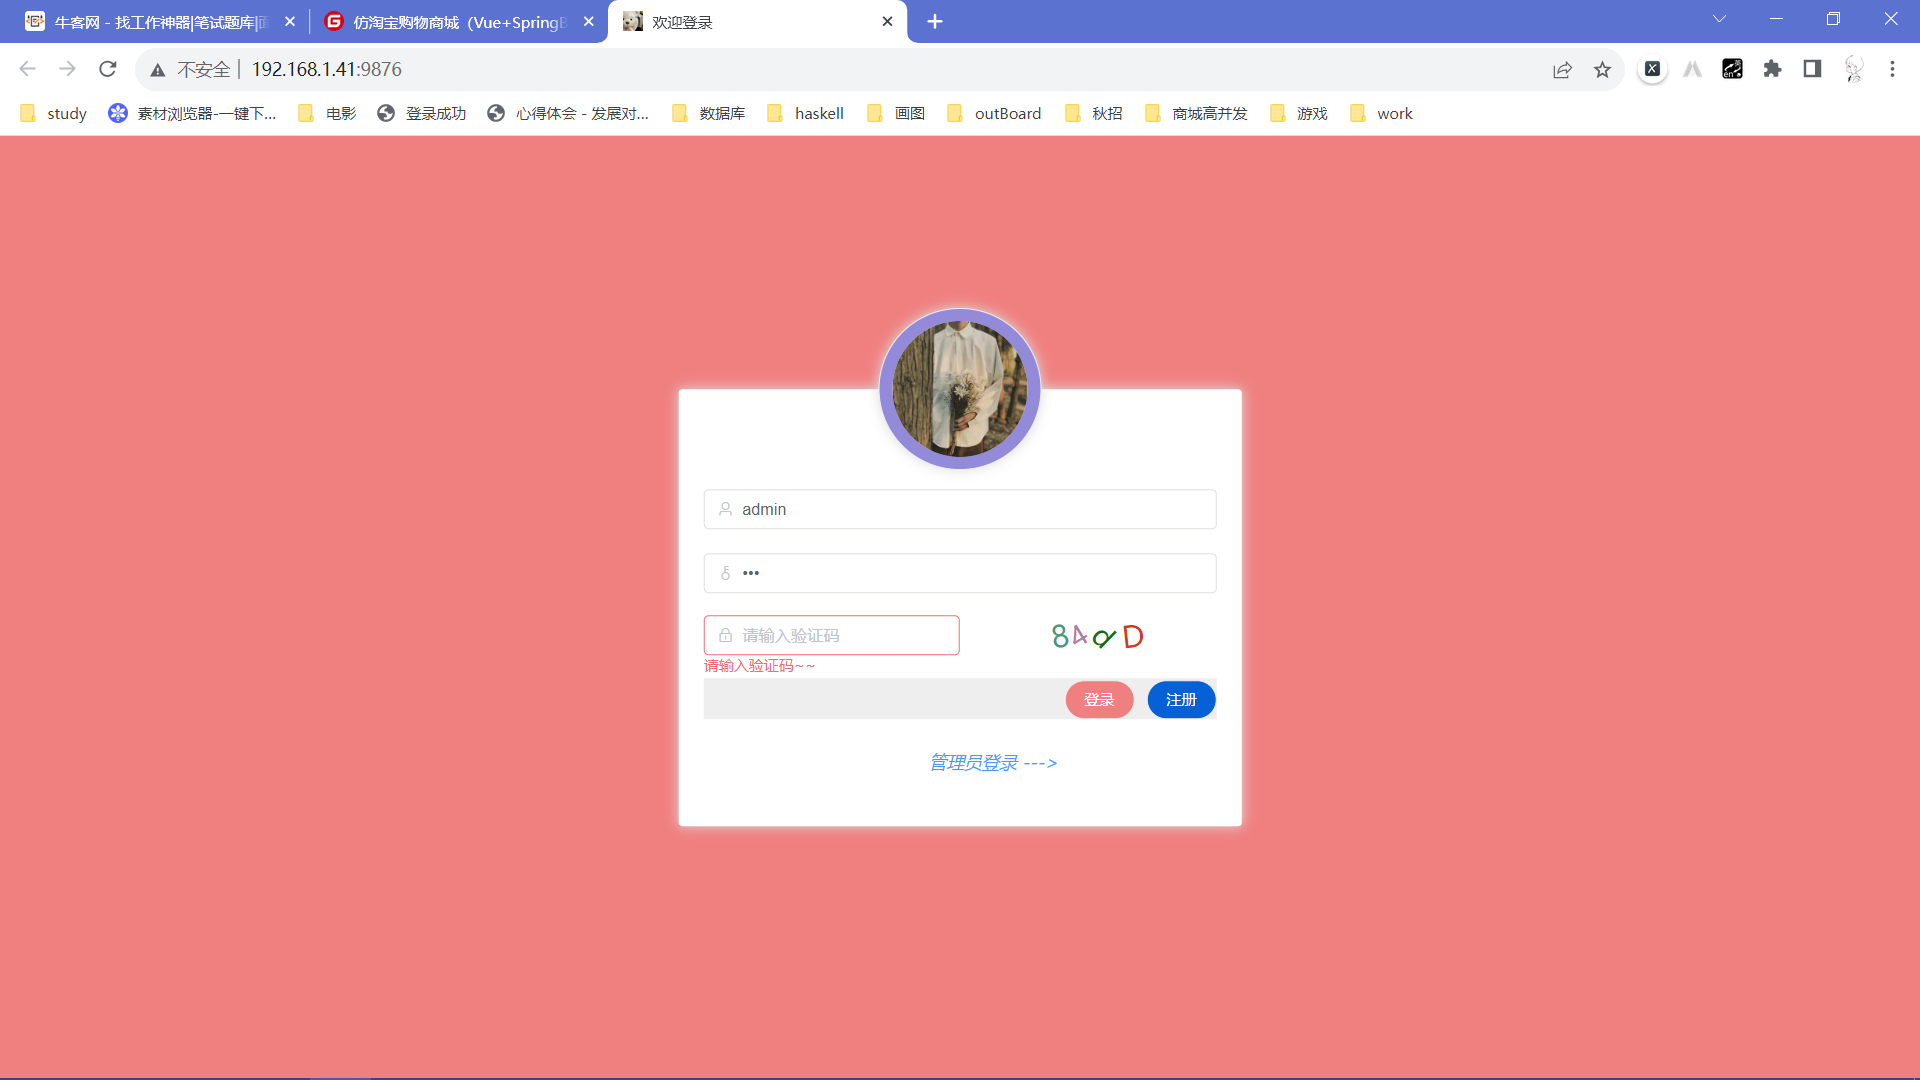 牛客网 - 找工作神器|笔试题库|面
仿淘宝购物商城（Vue+SpringB
欢迎登录
不安全 | 192.168.1.41:9876
study
素材浏览器-一键下...
电影
登录成功
心得体会 - 发展对...
数据库
haskell
画图
outBoard
秋招
商城高并发
游戏
work
admin
•••
请输入验证码
84aD
请输入验证码~~
登录
注册
管理员登录 --->